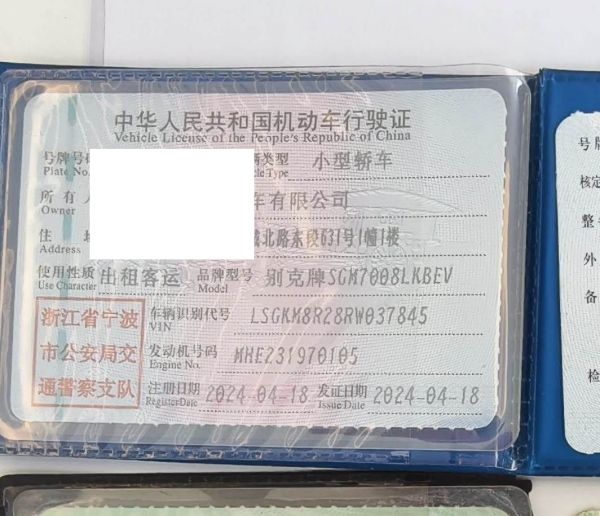 中华人民共和国机动车行驶证
Vehicle License of the People's Republic of China
号牌号 类型 小型轿车
Plate No. Type
所有 车有限公司
Owner
住 北路东段631号1幢1楼
Address
使用性质 出租客运 品牌型号 别克牌SGM7008LKBEV
Use Character Model
浙江省宁波 车辆识别代号 LSGKM8R28RW037845
VIN
市公安局交 发动机号码 MHE231970105
Engine No.
通警察支队 注册日期 2024-04-18 发证日期 2024-04-18
Register Date Issue Date
号牌
核定
整
外
备
检